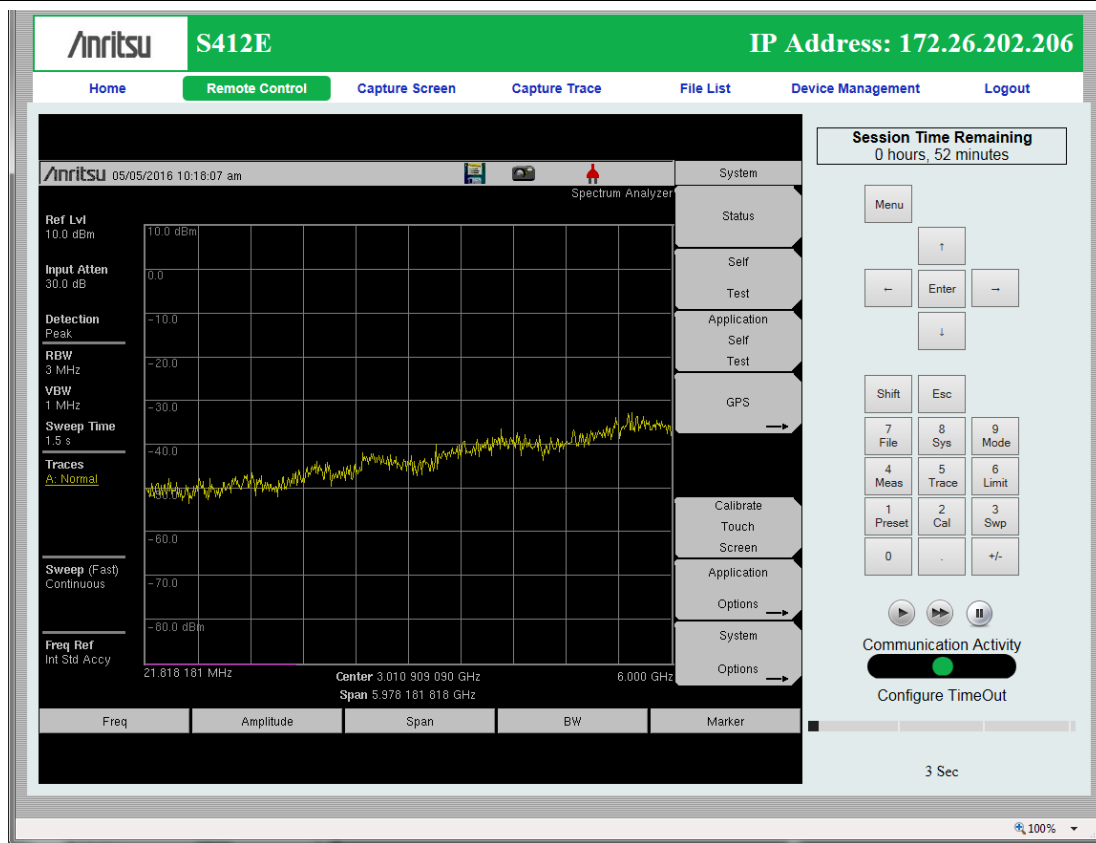 Anritsu
S412E
IP Address: 172.26.202.206
Home
Remote Control
Capture Screen
Capture Trace
File List
Device Management
Logout
Anritsu 05/05/2016 10:18:07 am
Spectrum Analyzer
Ref Lvl
10.0 dBm
Input Atten
30.0 dB
Detection
Peak
RBW
3 MHz
VBW
1 MHz
Sweep Time
1.5 s
Traces
A: Normal
Sweep (Fast)
Continuous
Freq Ref
Int Std Accy
10.0 dBm
0.0
-10.0
-20.0
-30.0
-40.0
-50.0
-60.0
-70.0
-80.0 dBm
21.818 181 MHz
Center 3.010 909 090 GHz
6.000 GHz
Span 5.978 181 818 GHz
Freq
Amplitude
Span
BW
Marker
System
Status
Self
Test
Application
Self
Test
GPS
Calibrate
Touch
Screen
Application
Options
System
Options
Session Time Remaining
0 hours, 52 minutes
Menu
↑
← Enter →
↓
Shift
Esc
7
File
8
Sys
9
Mode
4
Meas
5
Trace
6
Limit
1
Preset
2
Cal
3
Swp
0
.
+/-
Communication Activity
Configure TimeOut
3 Sec
100%